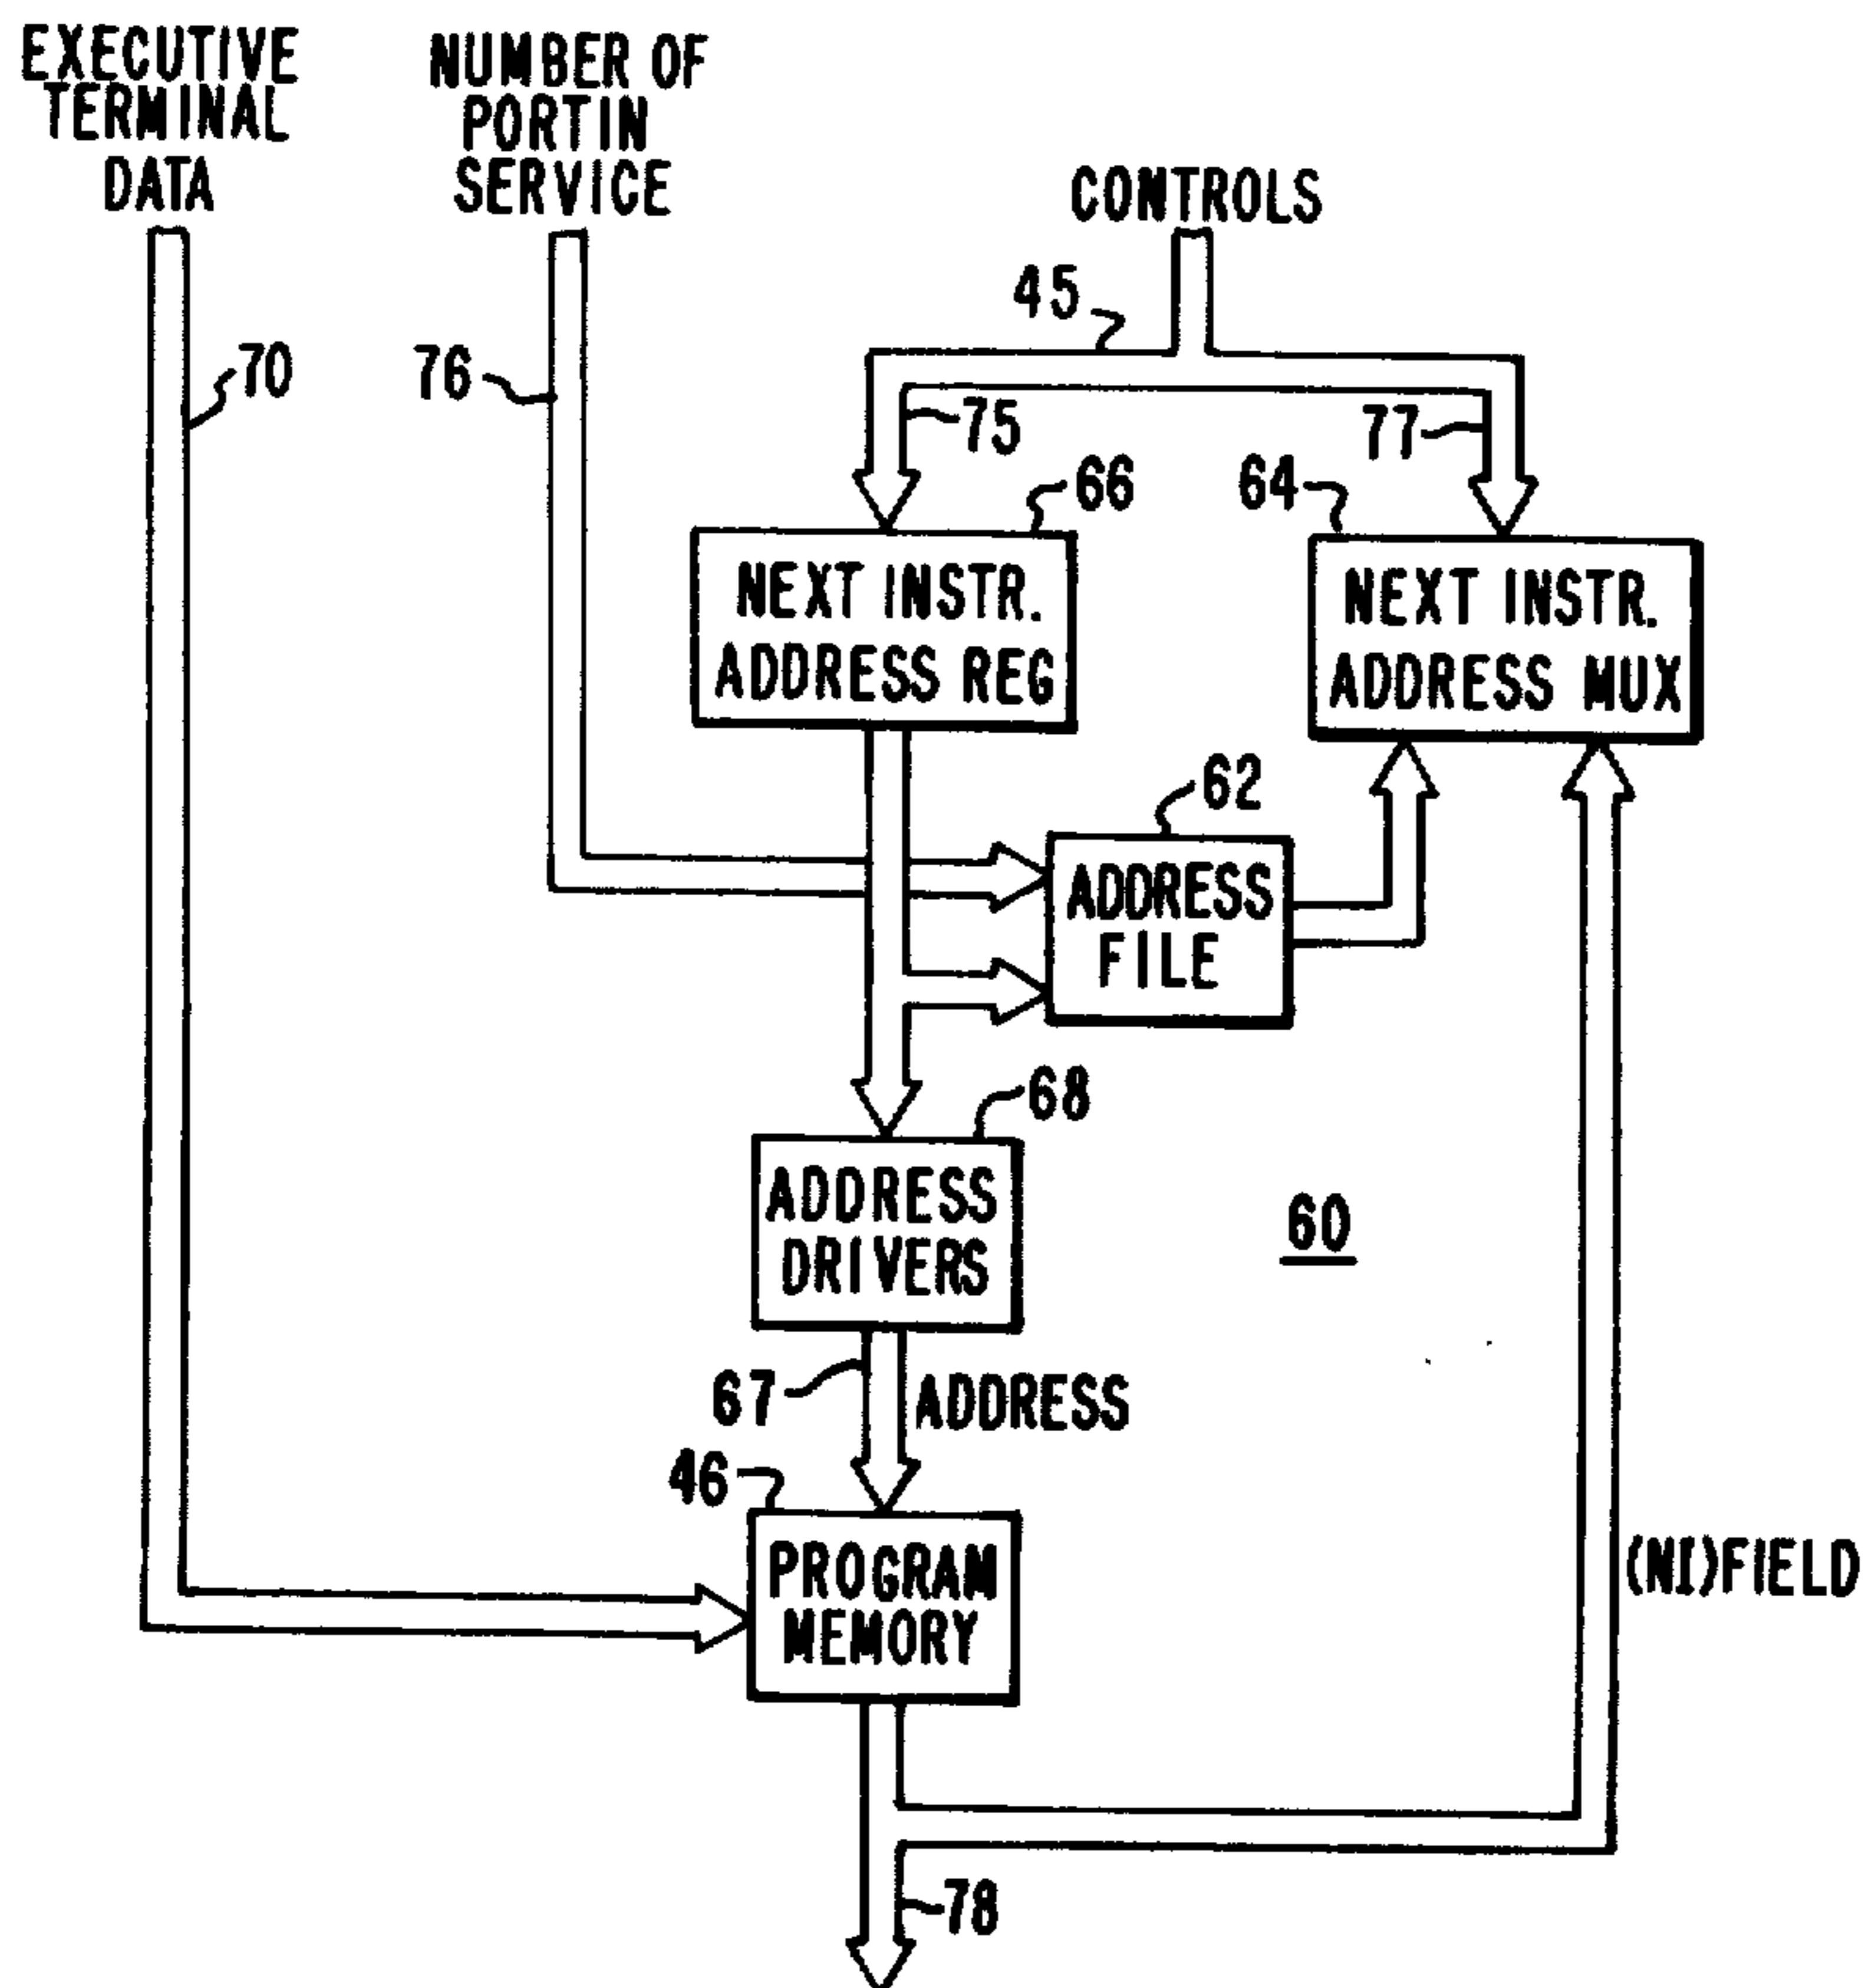 EXECUTIVE
TERMINAL
DATA
NUMBER OF
PORTIN
SERVICE
CONTROLS
45
70
76
75
77
66
64
NEXT INSTR.
ADDRESS REG
NEXT INSTR.
ADDRESS MUX
62
ADDRESS
FILE
68
ADDRESS
DRIVERS
60
67
ADDRESS
46
PROGRAM
MEMORY
(NI)FIELD
78